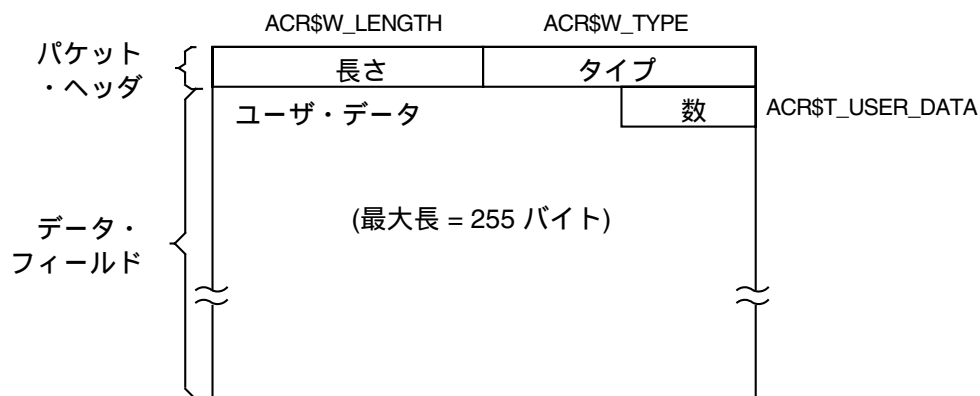 ACR$W_LENGTH ACR$W_TYPE
パケット
・ヘッダ
長さ タイプ
ユーザ・データ 数 ACR$T_USER_DATA
(最大長 = 255 バイト)
データ・
フィールド